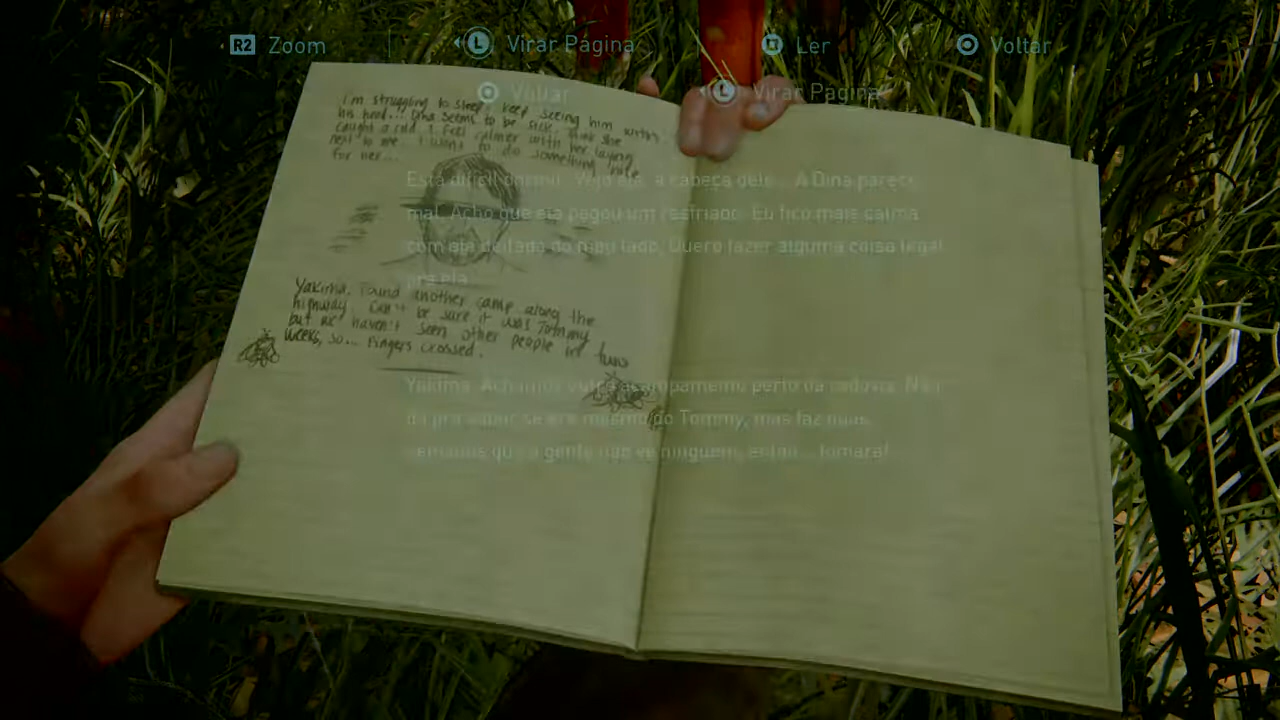 R2 Zoom
L Virar Página
Ler
Voltar
Voltar
L Virar Página
I'm struggling to sleep. Keep seeing him with
his head... Dina seems to be sick. Think she
caught a cold. I feel calmer with her laying
next to me. I want to do something nice
for her...
Yakima. Found another camp along the
highway. Can't be sure it was Tommy
but we haven't seen other people in two
weeks, so... Fingers crossed.
Está difícil dormir. Vejo ele, a cabeça dele... A Dina parece
mal. Acho que ela pegou um resfriado. Eu fico mais calma
com ela deitada do meu lado. Quero fazer alguma coisa legal
pra ela...
Yakima. Achamos outro acampamento perto da rodovia. Não
dá pra saber se era mesmo do Tommy, mas faz duas
semanas que a gente não vê ninguém, então... tomara!